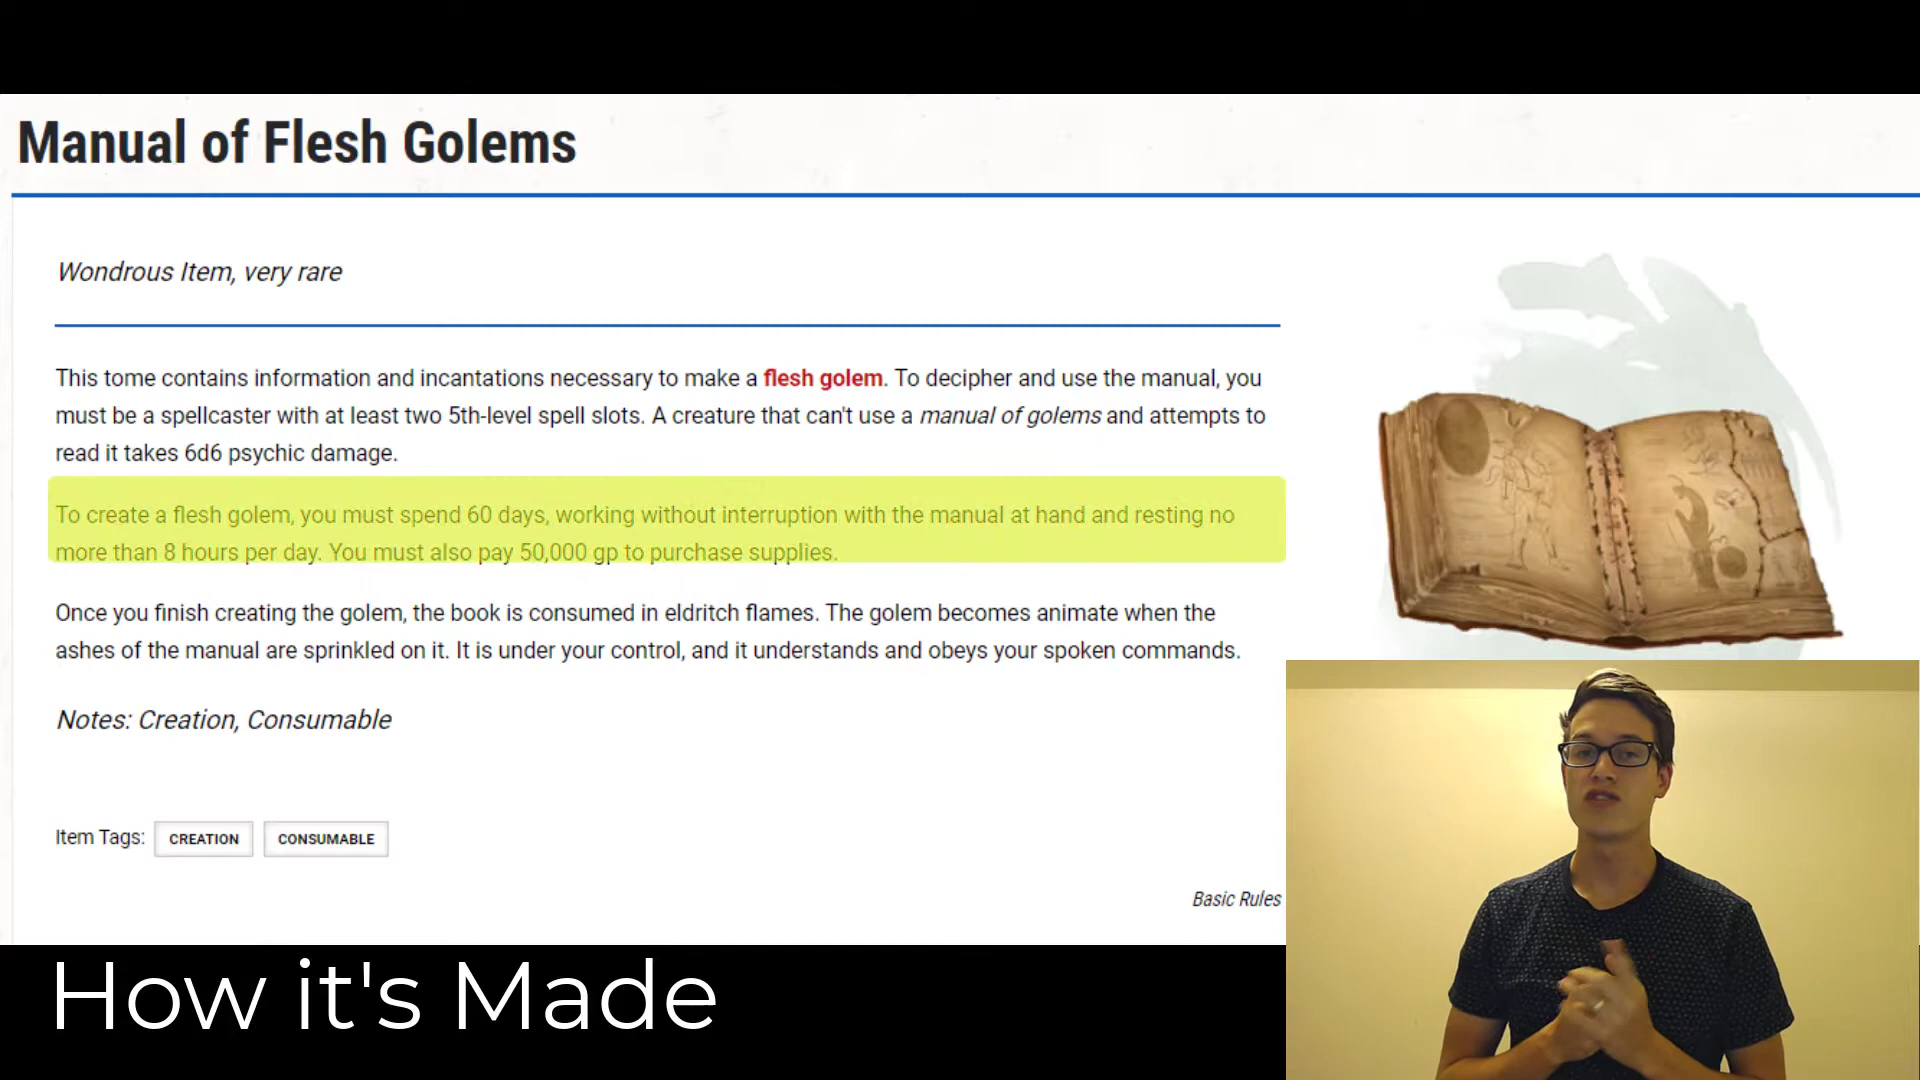 Manual of Flesh Golems
Wondrous Item, very rare
This tome contains information and incantations necessary to make a flesh golem. To decipher and use the manual, you
must be a spellcaster with at least two 5th-level spell slots. A creature that can't use a manual of golems and attempts to
read it takes 6d6 psychic damage.
To create a flesh golem, you must spend 60 days, working without interruption with the manual at hand and resting no
more than 8 hours per day. You must also pay 50,000 gp to purchase supplies.
Once you finish creating the golem, the book is consumed in eldritch flames. The golem becomes animate when the
ashes of the manual are sprinkled on it. It is under your control, and it understands and obeys your spoken commands.
Notes: Creation, Consumable
Item Tags: CREATION CONSUMABLE
Basic Rules
How it's Made